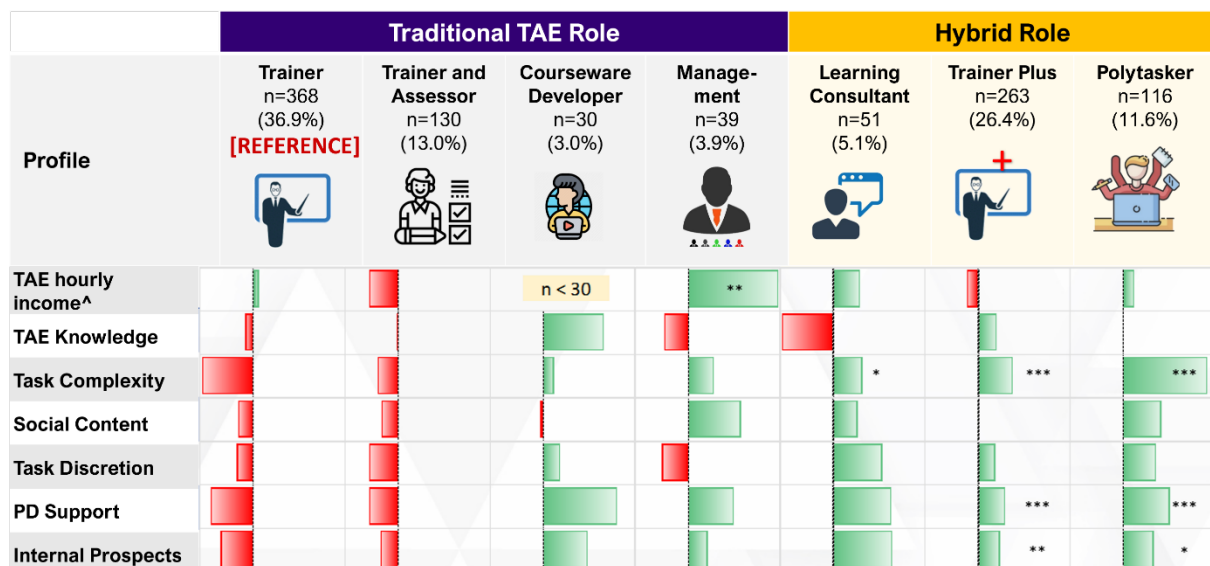 Traditional TAE Role
Hybrid Role
Profile
Trainer
n=368
(36.9%)
[REFERENCE]
Trainer and
Assessor
n=130
(13.0%)
Courseware
Developer
n=30
(3.0%)
Manage-
ment
n=39
(3.9%)
Learning
Consultant
n=51
(5.1%)
Trainer Plus
n=263
(26.4%)
Polytasker
n=116
(11.6%)
TAE hourly
income^
n < 30
**
TAE Knowledge
Task Complexity
*
***
***
Social Content
Task Discretion
PD Support
***
***
Internal Prospects
**
*